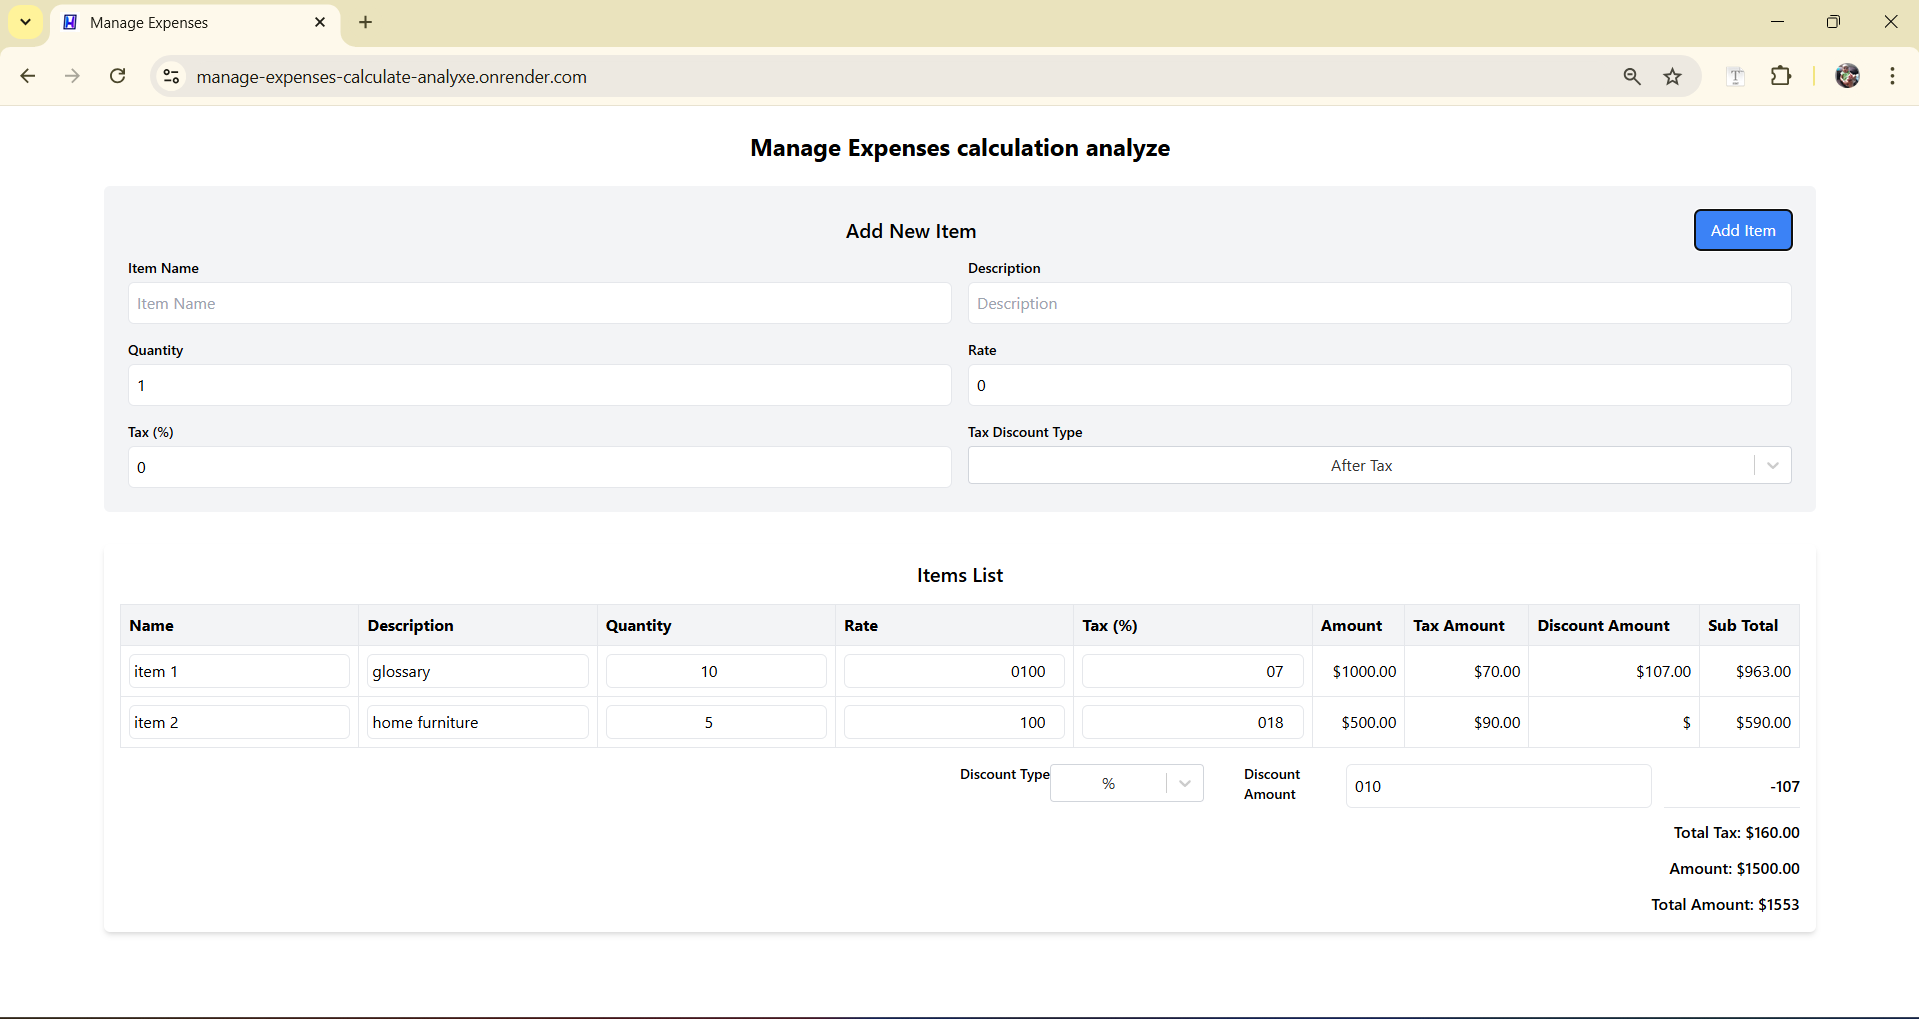 Manage Expenses
manage-expenses-calculate-analyxe.onrender.com
Manage Expenses calculation analyze
Add New Item
Add Item
Item Name Description
Item Name Description
Quantity Rate
1 0
Tax (%) Tax Discount Type
0 After Tax
Items List
Name Description Quantity Rate Tax (%) Amount Tax Amount Discount Amount Sub Total
item 1 glossary 10 0100 07 $1000.00 $70.00 $107.00 $963.00
item 2 home furniture 5 100 018 $500.00 $90.00 $ $590.00
Discount Type % Discount Amount 010 -107
Total Tax: $160.00
Amount: $1500.00
Total Amount: $1553